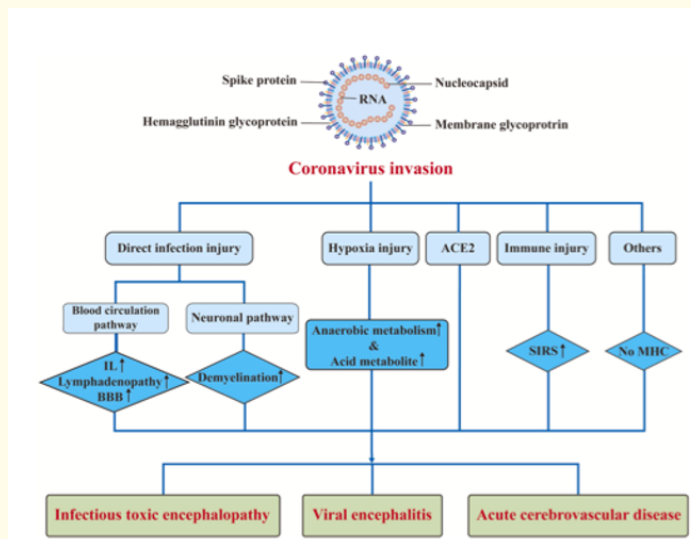 Spike protein
Nucleocapsid
RNA
Hemagglutinin glycoprotein
Membrane glycoprotrin
Coronavirus invasion
Direct infection injury
Hypoxia injury
ACE2
Immune injury
Others
Blood circulation
pathway
Neuronal pathway
Anaerobic metabolism↑
&
Acid metabolite↑
IL↑
Lymphadenopathy↑
BBB↑
Demyelination↑
SIRS↑
No MHC
Infectious toxic encephalopathy
Viral encephalitis
Acute cerebrovascular disease